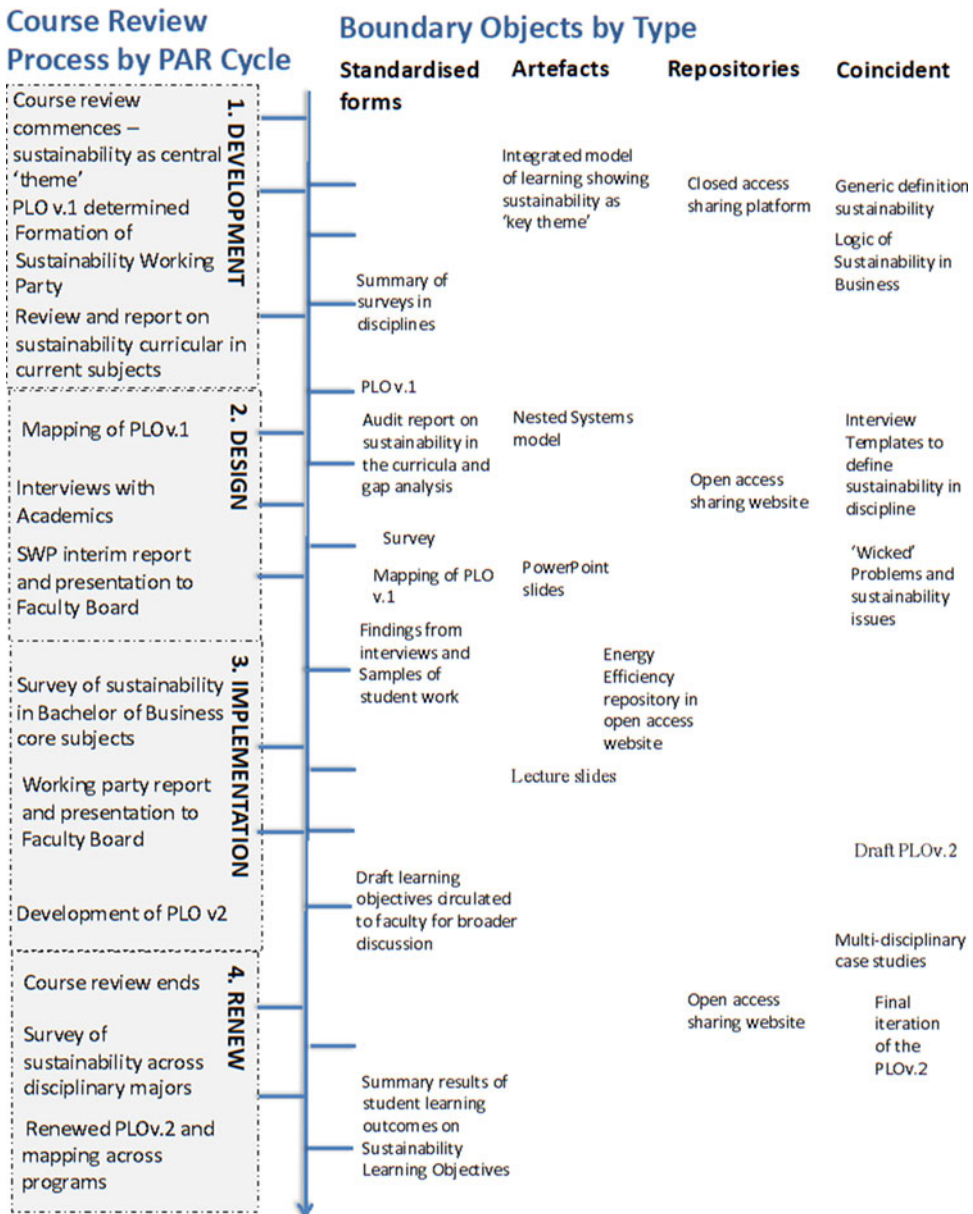 Course Review
Process by PAR Cycle
1. DEVELOPMENT
Course review
commences –
sustainability as central
‘theme’
PLO v.1 determined
Formation of
Sustainability Working
Party
Review and report on
sustainability curricular in
current subjects
2. DESIGN
Mapping of PLOv.1
Interviews with
Academics
SWP interim report
and presentation to
Faculty Board
3. IMPLEMENTATION
Survey of sustainability
in Bachelor of Business
core subjects
Working party report
and presentation to
Faculty Board
Development of PLO v2
4. RENEW
Course review ends
Survey of
sustainability across
disciplinary majors
Renewed PLOv.2 and
mapping across
programs
Boundary Objects by Type
Standardised
forms
Summary of
surveys in
disciplines
PLOv.1
Audit report on
sustainability in
the curricula and
gap analysis
Survey
Mapping of PLO
v.1
Findings from
interviews and
Samples of
student work
Draft learning
objectives circulated
to faculty for broader
discussion
Summary results of
student learning
outcomes on
Sustainability
Learning Objectives
Artefacts
Integrated model
of learning showing
sustainability as
‘key theme’
Nested Systems
model
PowerPoint
slides
Lecture slides
Repositories
Closed access
sharing platform
Open access
sharing website
Energy
Efficiency
repository in
open access
website
Open access
sharing website
Coincident
Generic definition
sustainability
Logic of
Sustainability in
Business
Interview
Templates to
define
sustainability in
discipline
‘Wicked’
Problems and
sustainability
issues
Draft PLOv.2
Multi-disciplinary
case studies
Final
iteration
of the
PLOv.2